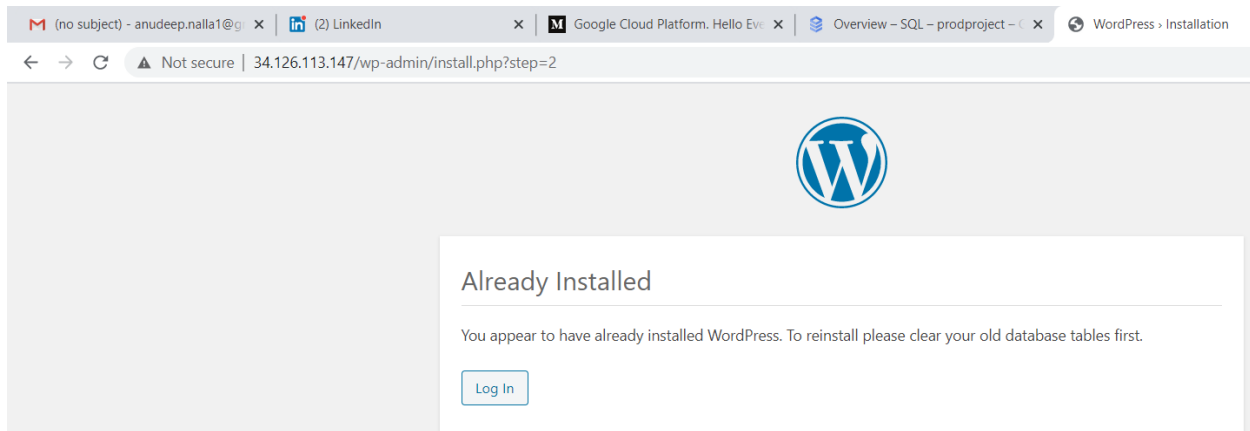 (no subject) - anudeep.nalla1@g
(2) LinkedIn
Google Cloud Platform. Hello Eve
Overview – SQL – prodproject –
WordPress › Installation
Not secure | 34.126.113.147/wp-admin/install.php?step=2
Already Installed
You appear to have already installed WordPress. To reinstall please clear your old database tables first.
Log In